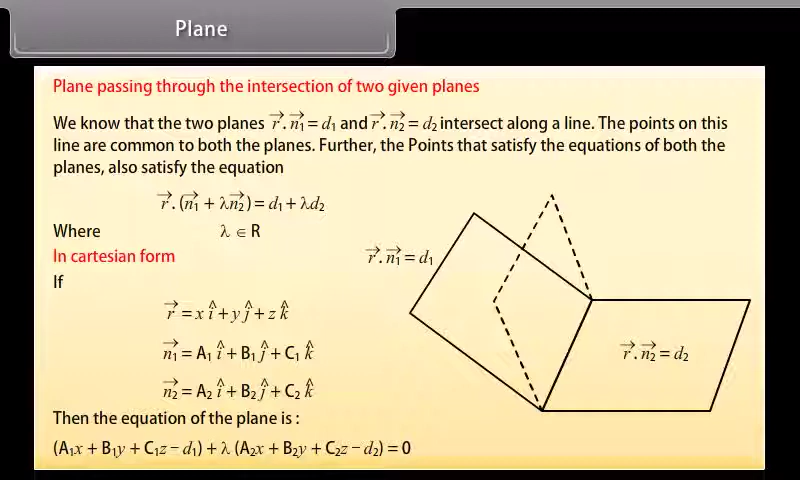 Plane
Plane passing through the intersection of two given planes
We know that the two planes r⃗ . n⃗₁ = d₁ and r⃗ . n⃗₂ = d₂ intersect along a line. The points on this
line are common to both the planes. Further, the Points that satisfy the equations of both the
planes, also satisfy the equation
r⃗ . (n⃗₁ + λn⃗₂) = d₁ + λd₂
Where λ ∈ R
In cartesian form
r⃗ . n⃗₁ = d₁
If
r⃗ = x î + y ĵ + z k̂
n⃗₁ = A₁ î + B₁ ĵ + C₁ k̂
r⃗ . n⃗₂ = d₂
n⃗₂ = A₂ î + B₂ ĵ + C₂ k̂
Then the equation of the plane is :
(A₁x + B₁y + C₁z – d₁) + λ (A₂x + B₂y + C₂z – d₂) = 0